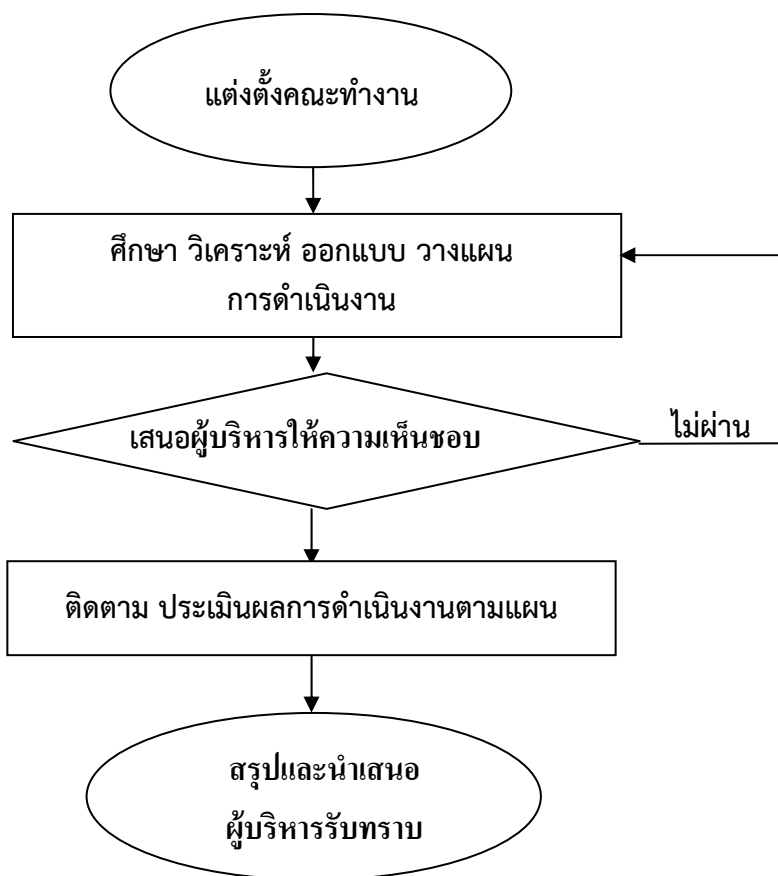 แต่งตั้งคณะทำงาน
ศึกษา วิเคราะห์ ออกแบบ วางแผน
การดำเนินงาน
เสนอผู้บริหารให้ความเห็นชอบ
ไม่ผ่าน
ติดตาม ประเมินผลการดำเนินงานตามแผน
สรุปและนำเสนอ
ผู้บริหารรับทราบ